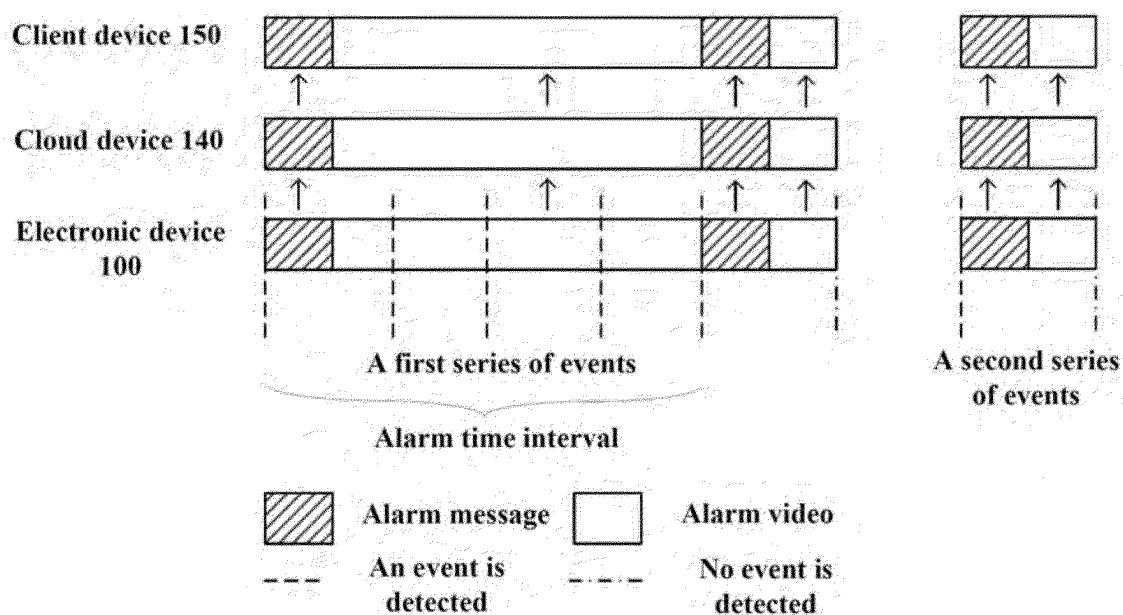 Client device 150
Cloud device 140
Electronic device
100
A first series of events
A second series
of events
Alarm time interval
Alarm message
Alarm video
An event is
detected
No event is
detected